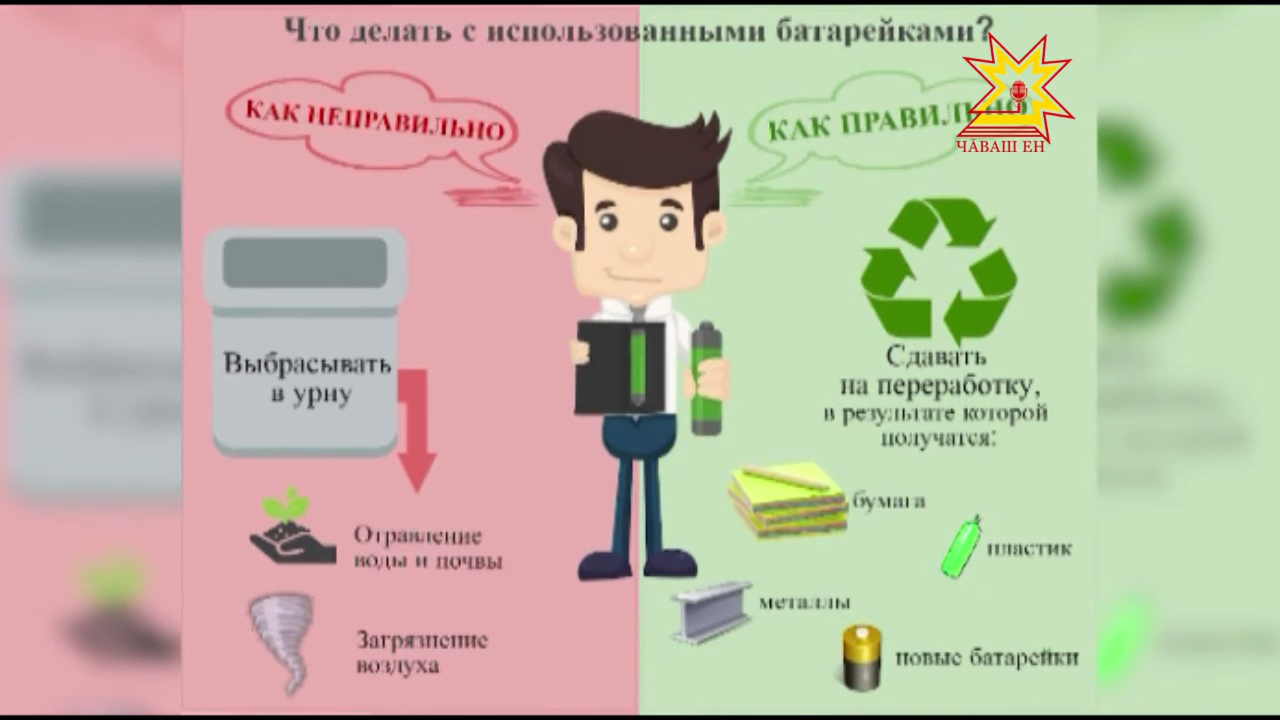 Что делать с использованными батарейками?
КАК НЕПРАВИЛЬНО
КАК ПРАВИЛЬНО
ЧӐВАШ ЕН
Выбрасывать
в урну
Отравление
воды и почвы
Загрязнение
воздуха
Сдавать
на переработку,
в результате которой
получатся:
бумага
пластик
металлы
новые батарейки